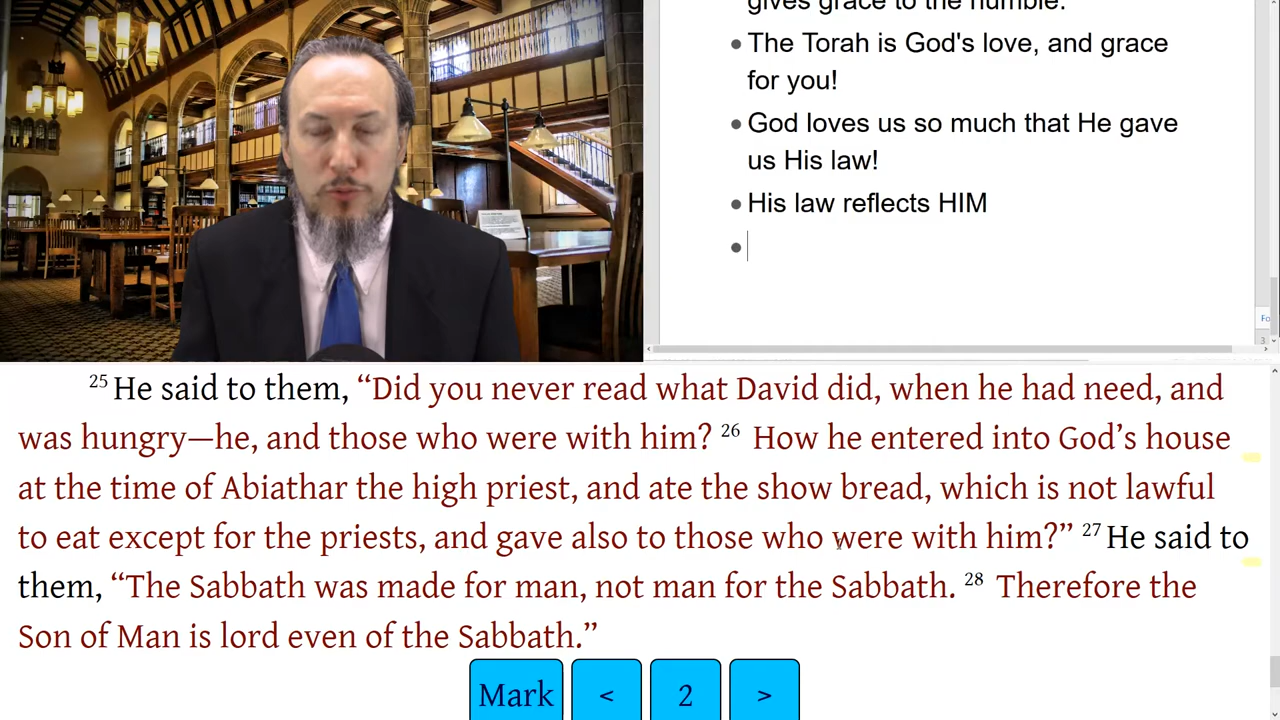 gives grace to the humble.
The Torah is God's love, and grace
for you!
God loves us so much that He gave
us His law!
His law reflects HIM
25 He said to them, “Did you never read what David did, when he had need, and
was hungry—he, and those who were with him? 26 How he entered into God’s house
at the time of Abiathar the high priest, and ate the show bread, which is not lawful
to eat except for the priests, and gave also to those who were with him?” 27 He said to
them, “The Sabbath was made for man, not man for the Sabbath. 28 Therefore the
Son of Man is lord even of the Sabbath.”
Mark < 2 >